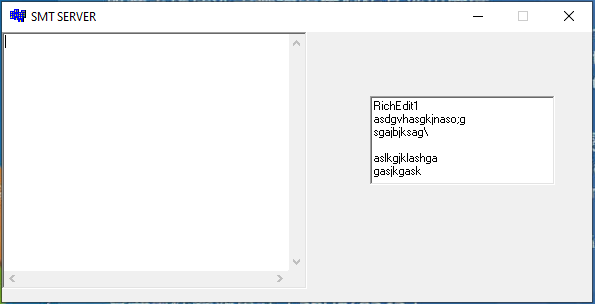 SMT SERVER
RichEdit1
asdgvhasgkjnaso;g
sgajbjksag\
aslkgjklashga
gasjkgask